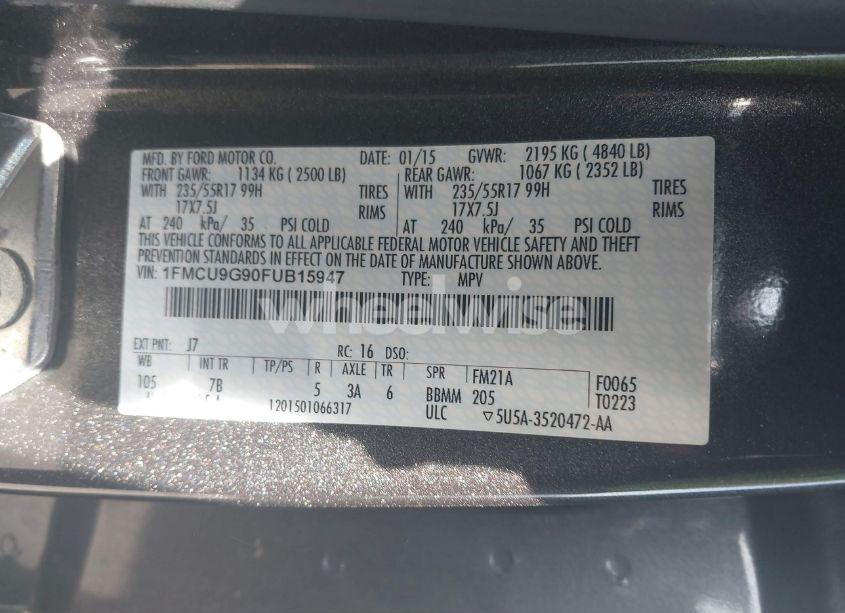 MFD. BY FORD MOTOR CO. DATE: 01/15 GVWR: 2195 KG ( 4840 LB)
FRONT GAWR: 1134 KG ( 2500 LB) REAR GAWR: 1067 KG ( 2352 LB)
WITH 235/55R17 99H TIRES WITH 235/55R17 99H TIRES
17X7.5J RIMS 17X7.5J RIMS
AT 240 kPa/ 35 PSI COLD AT 240 kPa/ 35 PSI COLD
THIS VEHICLE CONFORMS TO ALL APPLICABLE FEDERAL MOTOR VEHICLE SAFETY AND THEFT
PREVENTION STANDARDS IN EFFECT ON THE DATE OF MANUFACTURE SHOWN ABOVE.
VIN: 1FMCU9G90FUB15947 TYPE: MPV
wheelwise
EXT PNT: J7 RC: 16 DSO:
WB INT TR TP/PS R AXLE TR SPR FM21A F0065
105 7B 5 3A 6 BBMM 205 T0223
1201501066317 ULC ▽5U5A-3520472-AA